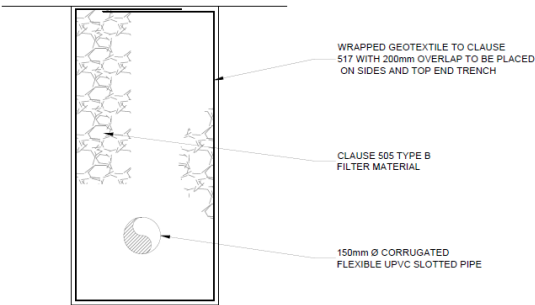 WRAPPED GEOTEXTILE TO CLAUSE
517 WITH 200mm OVERLAP TO BE PLACED
ON SIDES AND TOP END TRENCH
CLAUSE 505 TYPE B
FILTER MATERIAL
150mm Ø CORRUGATED
FLEXIBLE UPVC SLOTTED PIPE